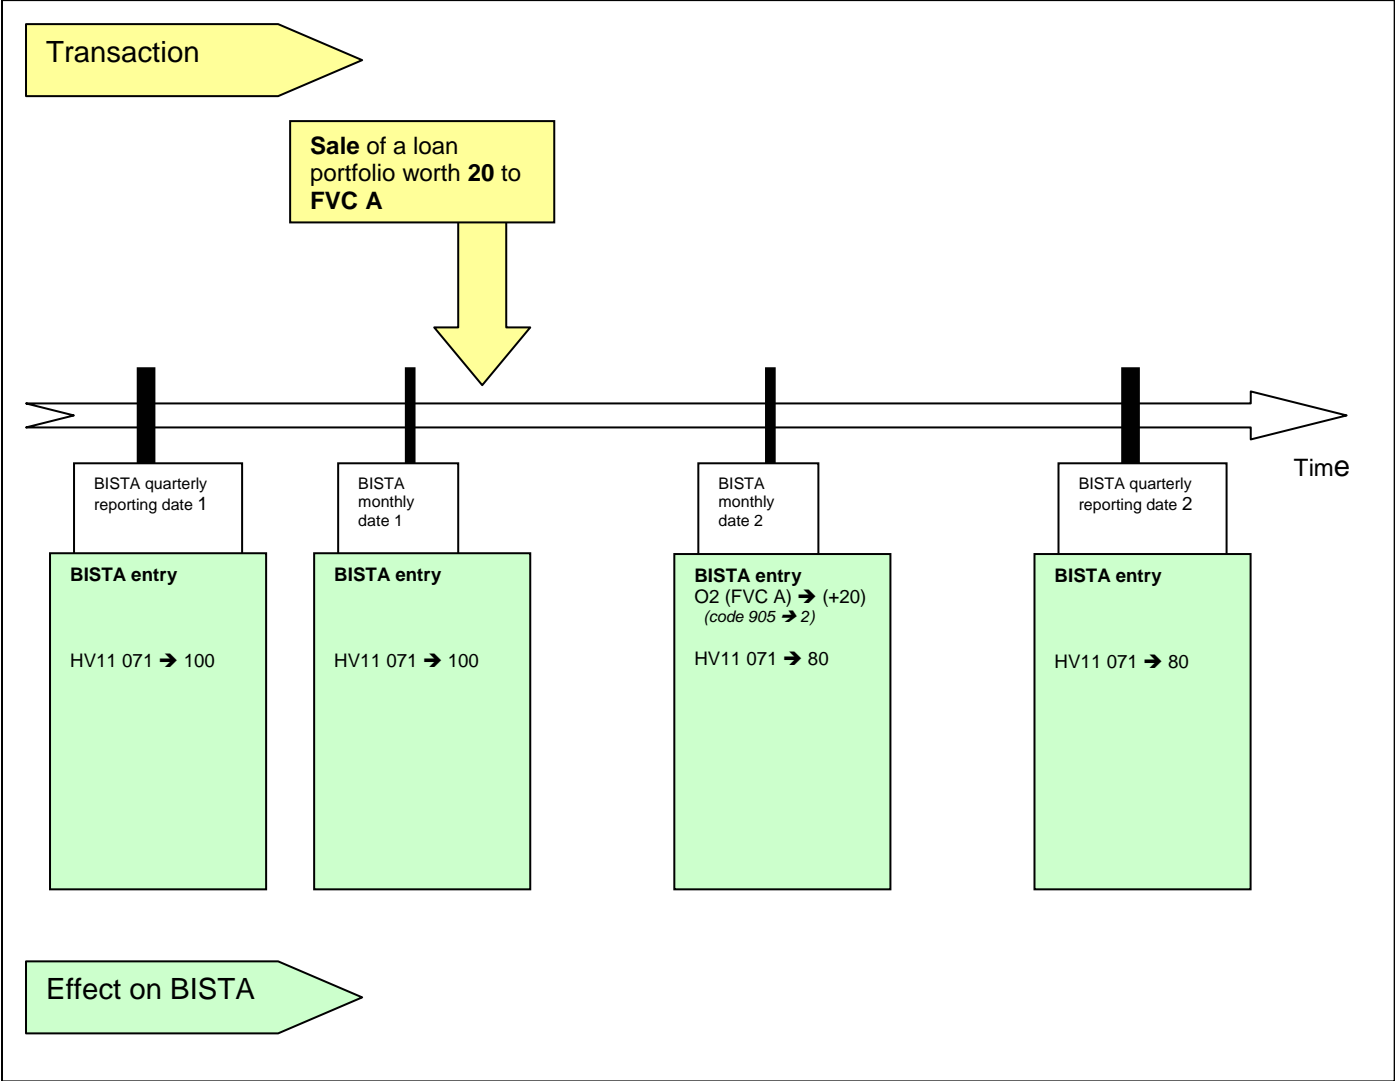 Transaction
Sale of a loan
portfolio worth 20 to
FVC A
Time
BISTA quarterly
reporting date 1
BISTA
monthly
date 1
BISTA
monthly
date 2
BISTA quarterly
reporting date 2
BISTA entry
HV11 071 ➔ 100
BISTA entry
HV11 071 ➔ 100
BISTA entry
O2 (FVC A) ➔ (+20)
(code 905 ➔ 2)
HV11 071 ➔ 80
BISTA entry
HV11 071 ➔ 80
Effect on BISTA